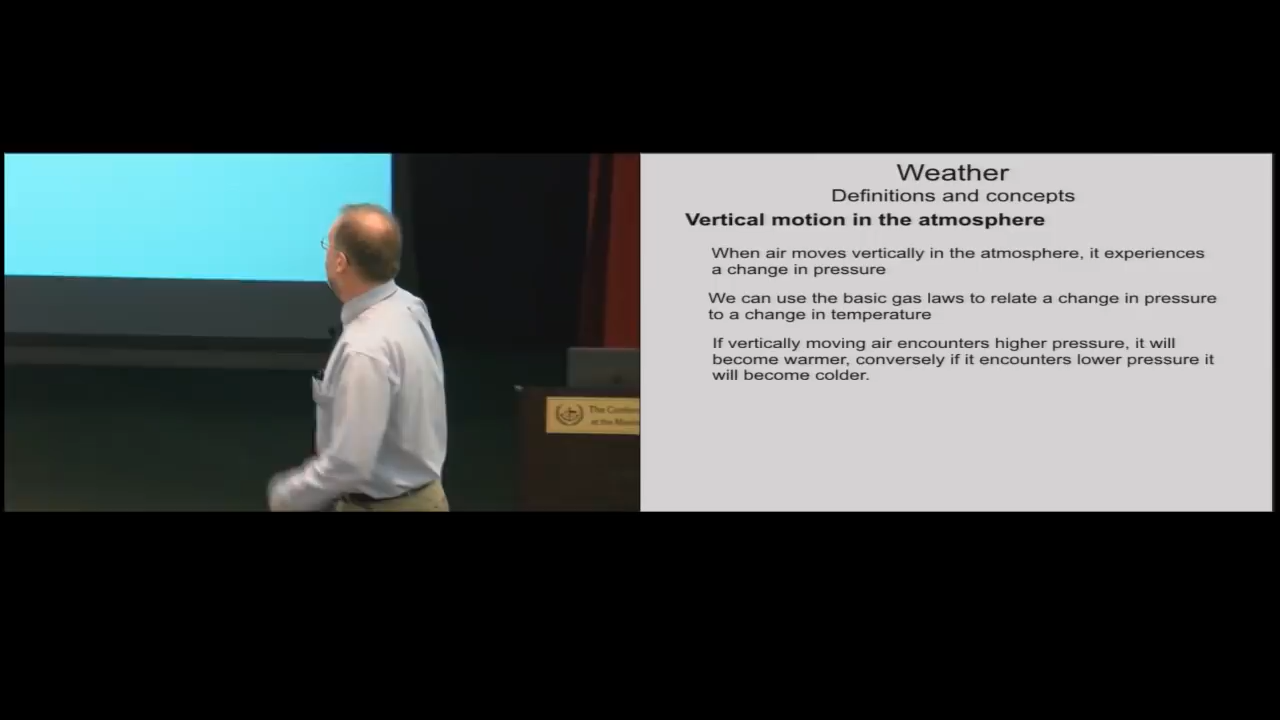 The
at the
Weather
Definitions and concepts
Vertical motion in the atmosphere
When air moves vertically in the atmosphere, it experiences
a change in pressure
We can use the basic gas laws to relate a change in pressure
to a change in temperature
If vertically moving air encounters higher pressure, it will
become warmer, conversely if it encounters lower pressure it
will become colder.